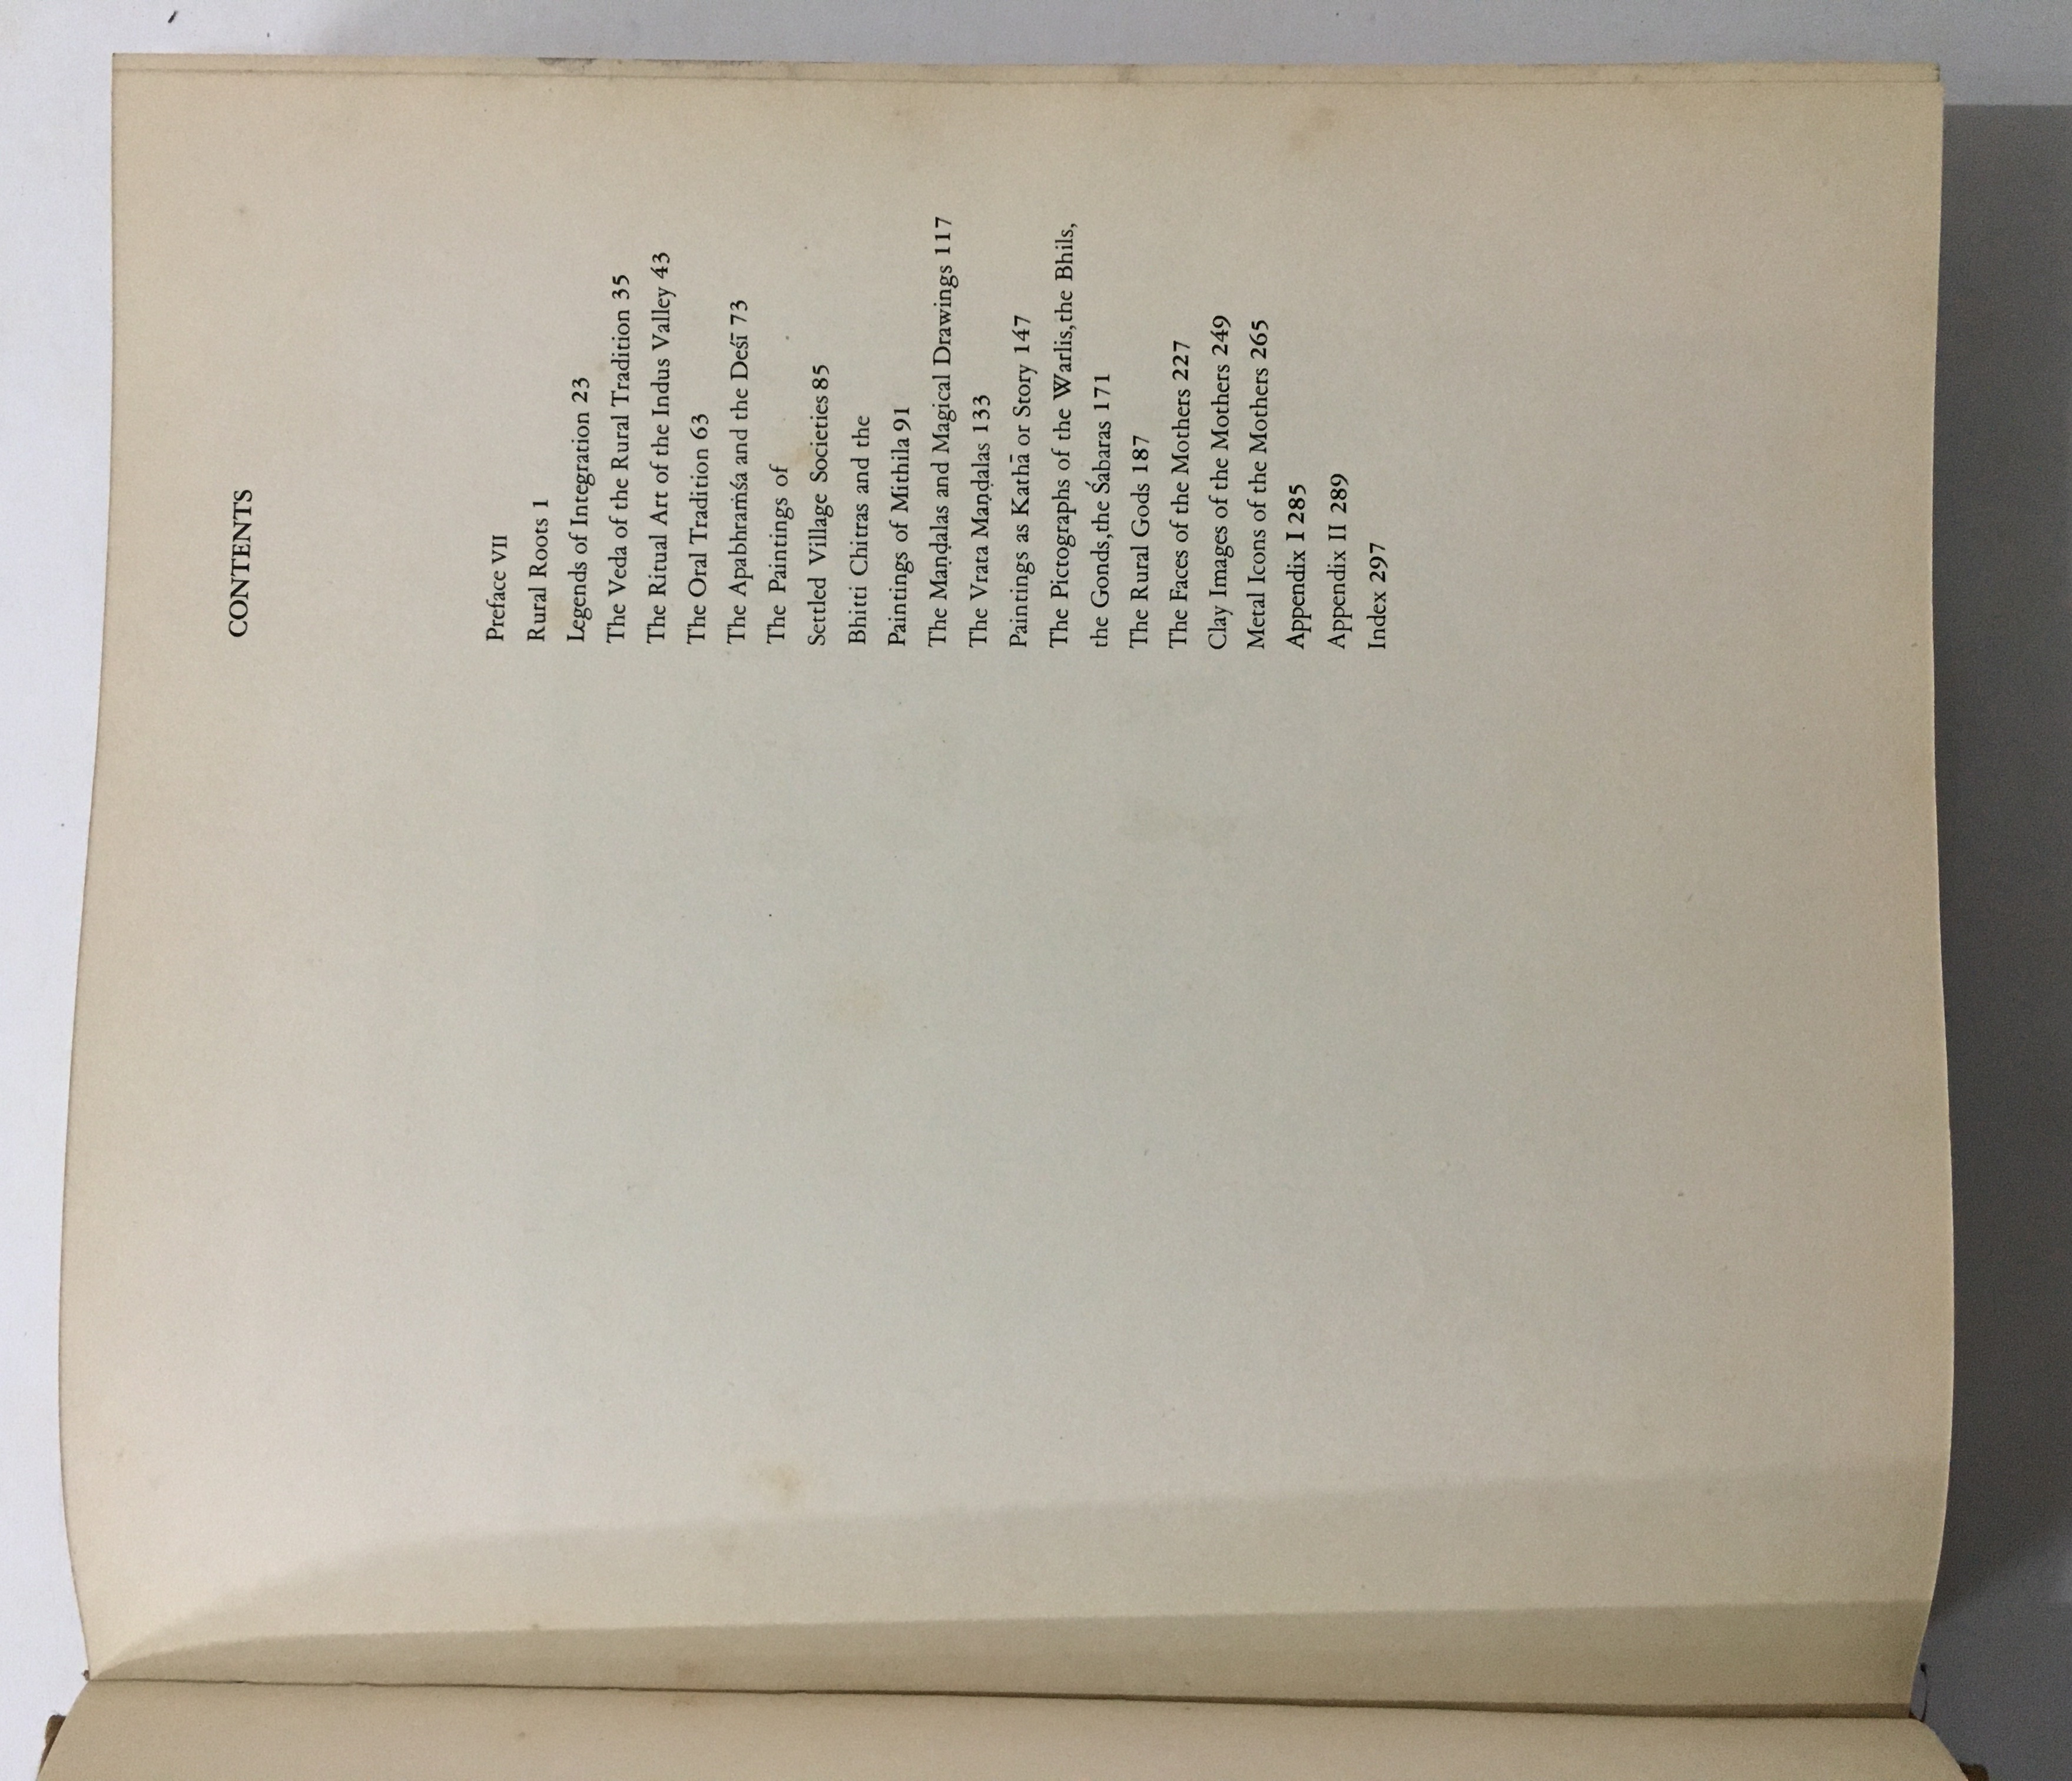 CONTENTS
Preface VII
Rural Roots 1
Legends of Integration 23
The Veda of the Rural Tradition 35
The Ritual Art of the Indus Valley 43
The Oral Tradition 63
The Apabhraṁśa and the Deśī 73
The Paintings of
Settled Village Societies 85
Bhitti Chitras and the
Paintings of Mithila 91
The Maṇḍalas and Magical Drawings 117
The Vrata Maṇḍalas 133
Paintings as Kathā or Story 147
The Pictographs of the Warlis,the Bhils,
the Gonds,the Śabaras 171
The Rural Gods 187
The Faces of the Mothers 227
Clay Images of the Mothers 249
Metal Icons of the Mothers 265
Appendix I 285
Appendix II 289
Index 297